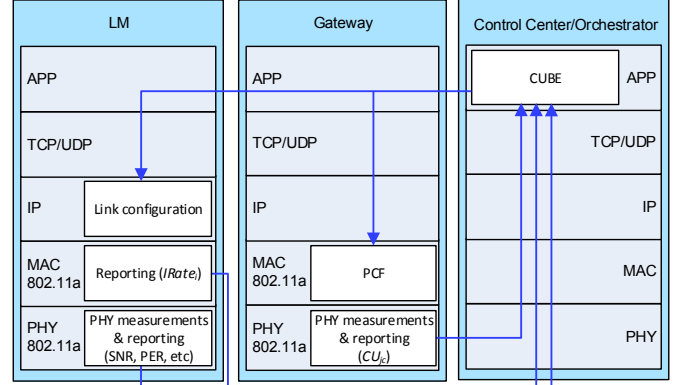 LM
APP
TCP/UDP
IP
Link configuration
MAC
802.11a
Reporting (IRateᵢ)
PHY
802.11a
PHY measurements
& reporting
(SNR, PER, etc)
Gateway
APP
TCP/UDP
IP
MAC
802.11a
PCF
PHY
802.11a
PHY measurements
& reporting
(CUjc)
Control Center/Orchestrator
CUBE
APP
TCP/UDP
IP
MAC
PHY